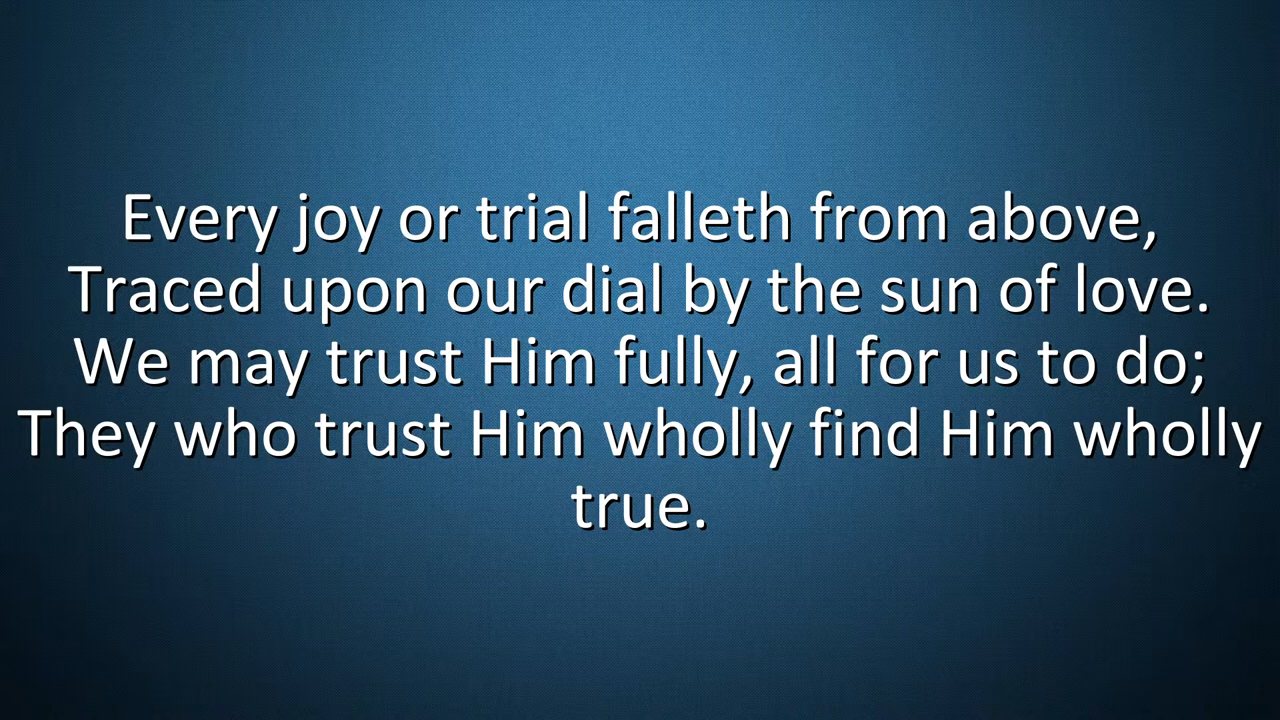 Every joy or trial falleth from above,
Traced upon our dial by the sun of love.
We may trust Him fully, all for us to do;
They who trust Him wholly find Him wholly
true.